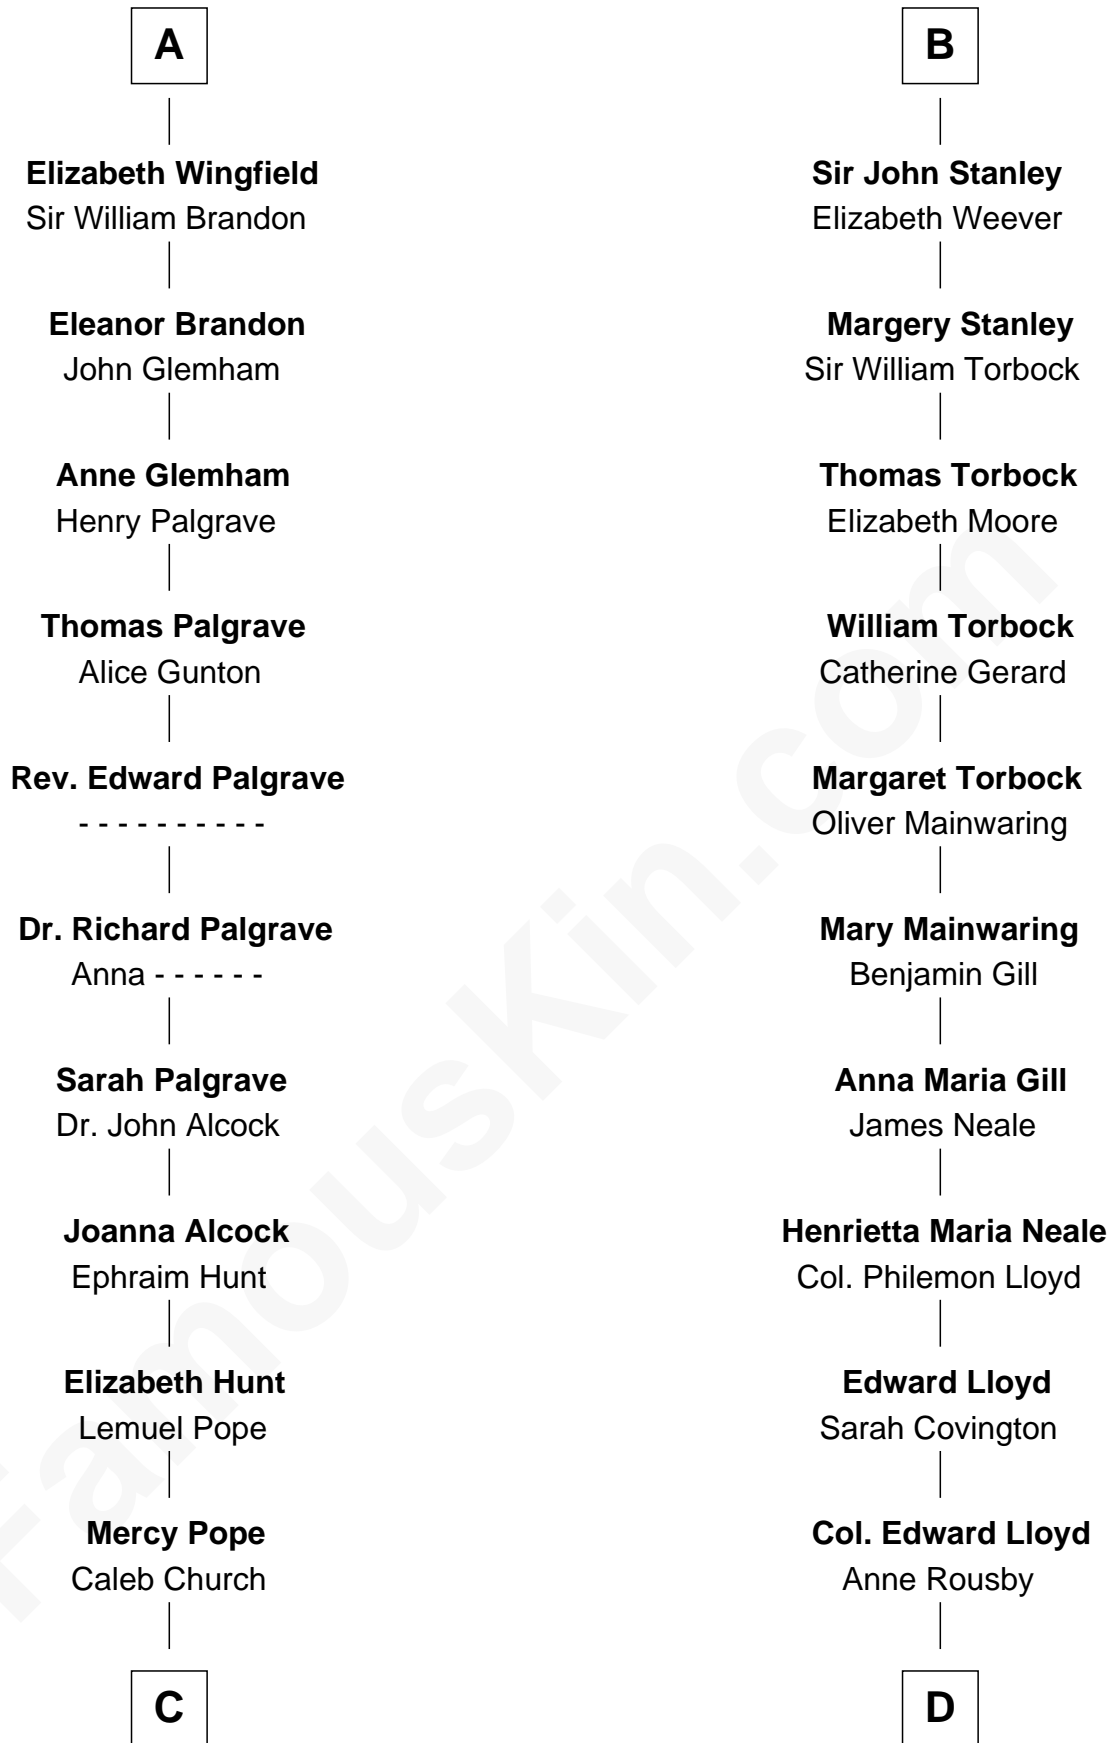 A
Elizabeth Wingfield
Sir William Brandon
Eleanor Brandon
John Glemham
Anne Glemham
Henry Palgrave
Thomas Palgrave
Alice Gunton
Rev. Edward Palgrave
- - - - - - - - - -
Dr. Richard Palgrave
Anna - - - - - -
Sarah Palgrave
Dr. John Alcock
Joanna Alcock
Ephraim Hunt
Elizabeth Hunt
Lemuel Pope
Mercy Pope
Caleb Church
C
B
Sir John Stanley
Elizabeth Weever
Margery Stanley
Sir William Torbock
Thomas Torbock
Elizabeth Moore
William Torbock
Catherine Gerard
Margaret Torbock
Oliver Mainwaring
Mary Mainwaring
Benjamin Gill
Anna Maria Gill
James Neale
Henrietta Maria Neale
Col. Philemon Lloyd
Edward Lloyd
Sarah Covington
Col. Edward Lloyd
Anne Rousby
D
FamousKin.com